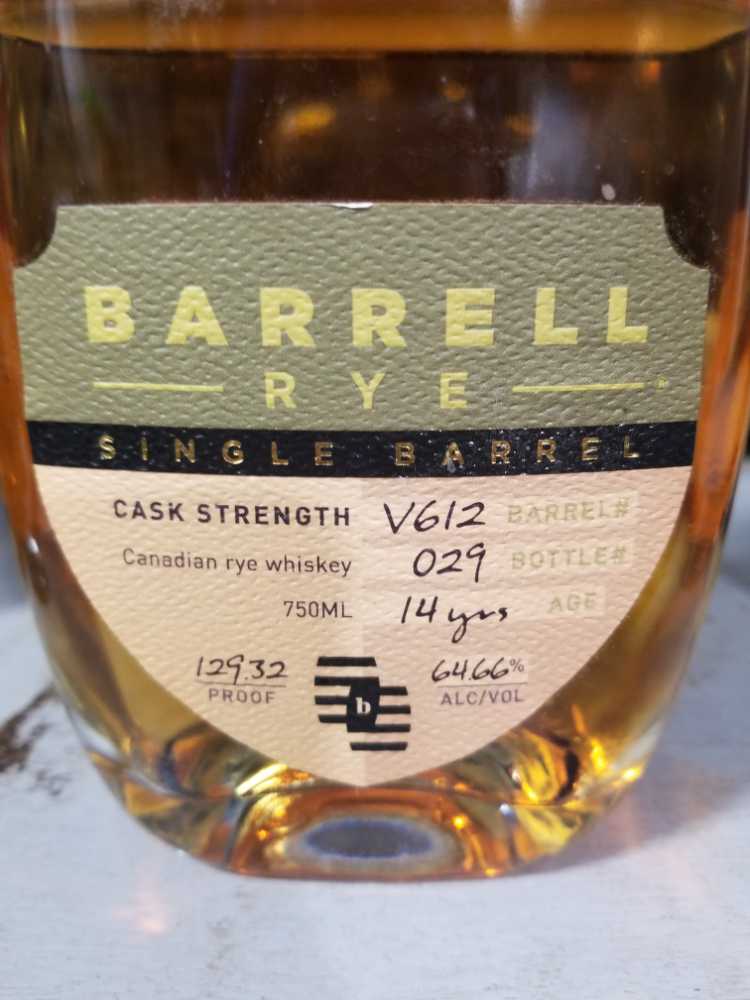 BARRELL
RYE
SINGLE BARREL
CASK STRENGTH V612 BARREL#
Canadian rye whiskey 029 BOTTLE#
750ML 14 yrs AGE
129.32 64.66%
PROOF b ALC/VOL